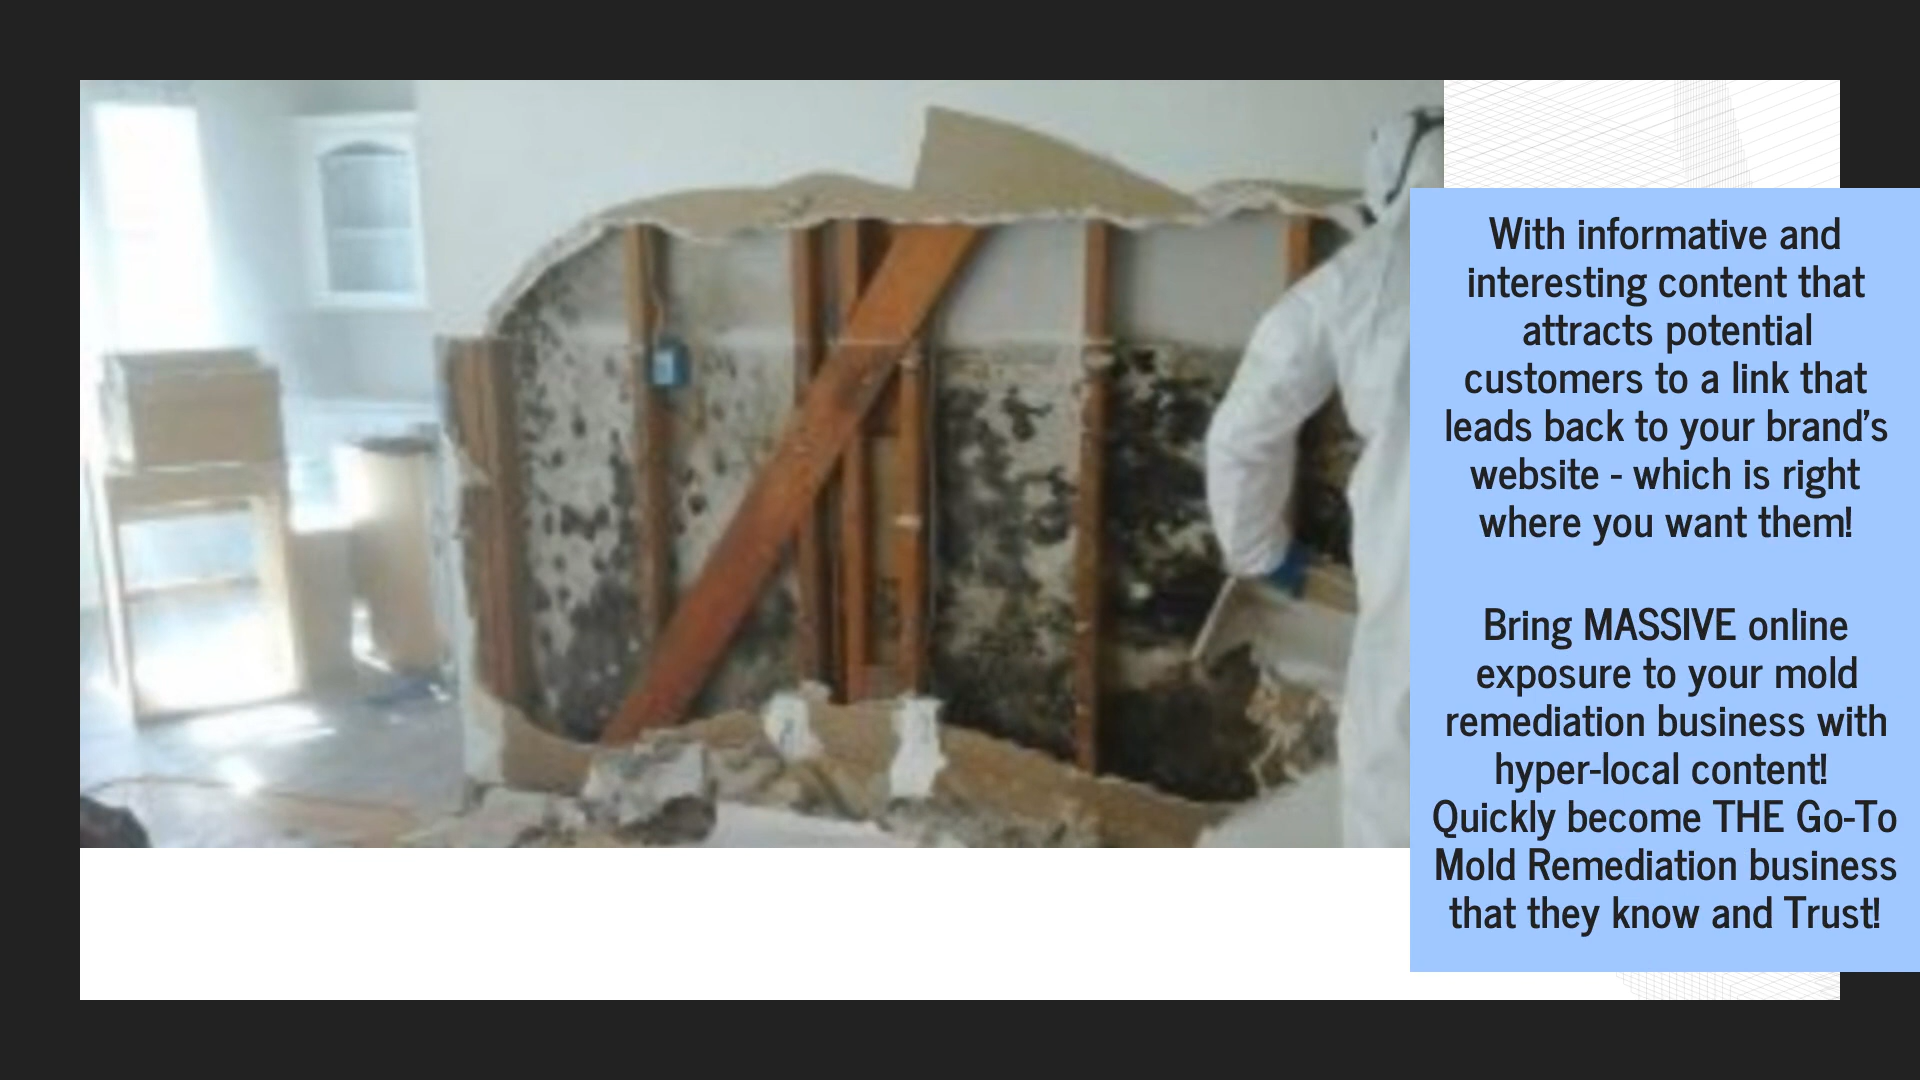 With informative and
interesting content that
attracts potential
customers to a link that
leads back to your brand's
website - which is right
where you want them!
Bring MASSIVE online
exposure to your mold
remediation business with
hyper-local content!
Quickly become THE Go-To
Mold Remediation business
that they know and Trust!